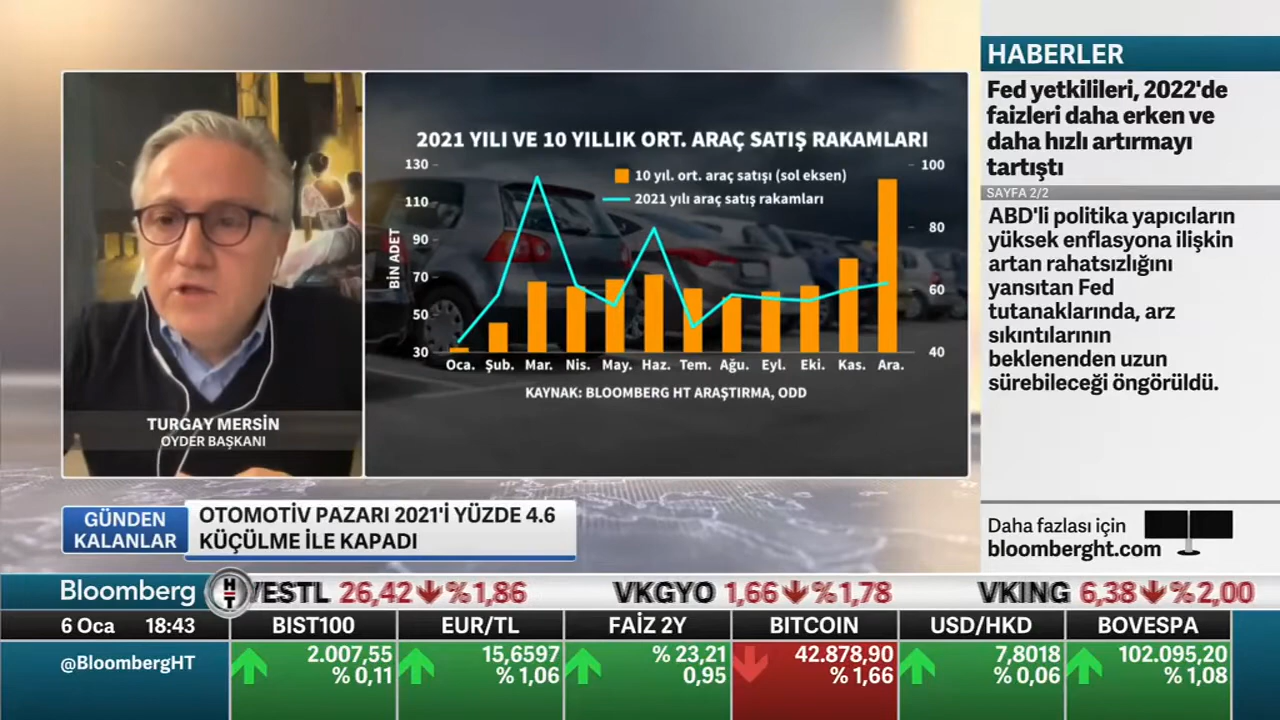 HABERLER
Fed yetkilileri, 2022'de
faizleri daha erken ve
daha hızlı artırmayı
tartıştı
SAYFA 2/2
ABD'li politika yapıcıların
yüksek enflasyona ilişkin
artan rahatsızlığını
yansıtan Fed
tutanaklarında, arz
sıkıntılarının
beklenenden uzun
sürebileceği öngörüldü.
Daha fazlası için
bloomberght.com
2021 YILI VE 10 YILLIK ORT. ARAÇ SATIŞ RAKAMLARI
10 yıl. ort. araç satışı (sol eksen)
2021 yılı araç satış rakamları
BİN ADET
130
110
90
70
50
30
100
80
60
40
Oca. Şub. Mar. Nis. May. Haz. Tem. Ağu. Eyl. Eki. Kas. Ara.
KAYNAK: BLOOMBERG HT ARAŞTIRMA, ODD
TURGAY MERSİN
OYDER BAŞKANI
GÜNDEN
KALANLAR
OTOMOTİV PAZARI 2021'İ YÜZDE 4.6
KÜÇÜLME İLE KAPADI
Bloomberg HT
VESTL 26,42 %1,86 VKGYO 1,66 %1,78 VKING 6,38 %2,00
6 Oca 18:43
@BloombergHT
BIST100
2.007,55
% 0,11
EUR/TL
15,6597
% 1,06
FAİZ 2Y
% 23,21
0,95
BITCOIN
42.878,90
% 1,66
USD/HKD
7,8018
% 0,06
BOVESPA
102.095,20
% 1,08